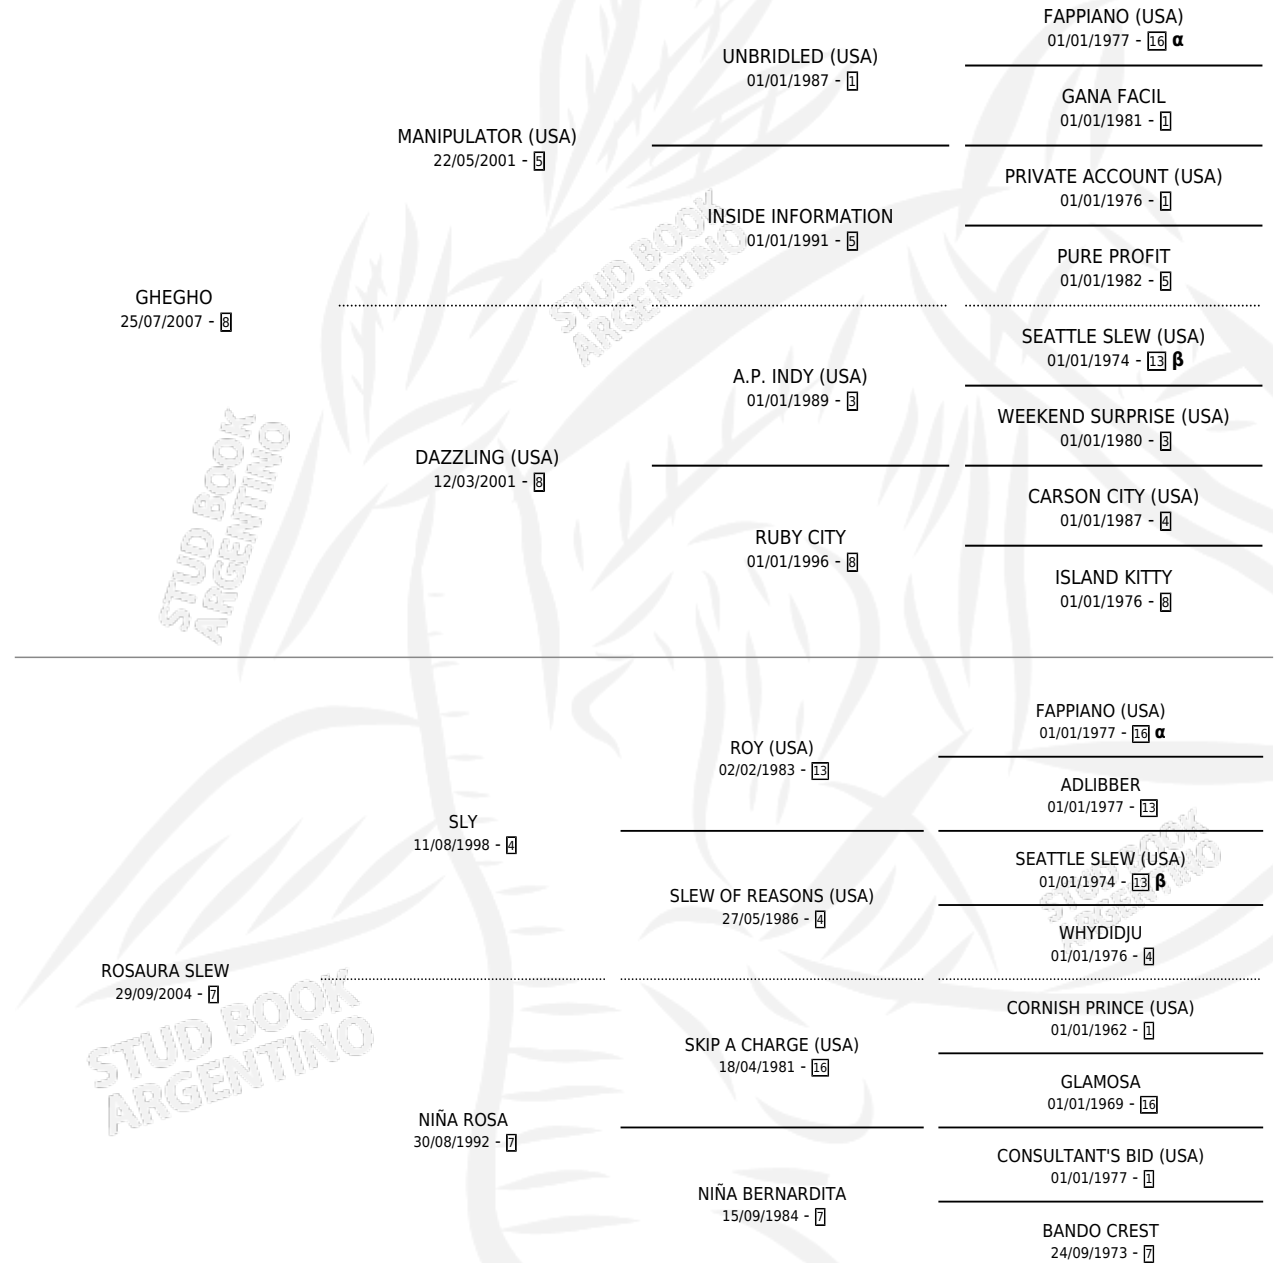 FAPPIANO (USA)
01/01/1977 - 16 α
UNBRIDLED (USA)
01/01/1987 - 1
GANA FACIL
01/01/1981 - 1
MANIPULATOR (USA)
22/05/2001 - 5
PRIVATE ACCOUNT (USA)
01/01/1976 - 1
INSIDE INFORMATION
01/01/1991 - 5
PURE PROFIT
01/01/1982 - 5
GHEGHO
25/07/2007 - 8
SEATTLE SLEW (USA)
01/01/1974 - 13 β
A.P. INDY (USA)
01/01/1989 - 3
WEEKEND SURPRISE (USA)
01/01/1980 - 3
DAZZLING (USA)
12/03/2001 - 8
CARSON CITY (USA)
01/01/1987 - 4
RUBY CITY
01/01/1996 - 8
ISLAND KITTY
01/01/1976 - 8
FAPPIANO (USA)
01/01/1977 - 16 α
ROY (USA)
02/02/1983 - 13
ADLIBBER
01/01/1977 - 13
SLY
11/08/1998 - 4
SEATTLE SLEW (USA)
01/01/1974 - 13 β
SLEW OF REASONS (USA)
27/05/1986 - 4
WHYDIDJU
01/01/1976 - 4
ROSAURA SLEW
29/09/2004 - 7
CORNISH PRINCE (USA)
01/01/1962 - 1
SKIP A CHARGE (USA)
18/04/1981 - 16
GLAMOSA
01/01/1969 - 16
NIÑA ROSA
30/08/1992 - 7
CONSULTANT'S BID (USA)
01/01/1977 - 1
NIÑA BERNARDITA
15/09/1984 - 7
BANDO CREST
24/09/1973 - 7
STUD BOOK
ARGENTINO
STUD BOOK
ARGENTINO
STUD BOOK
ARGENTINO
STUD BOOK
ARGENTINO